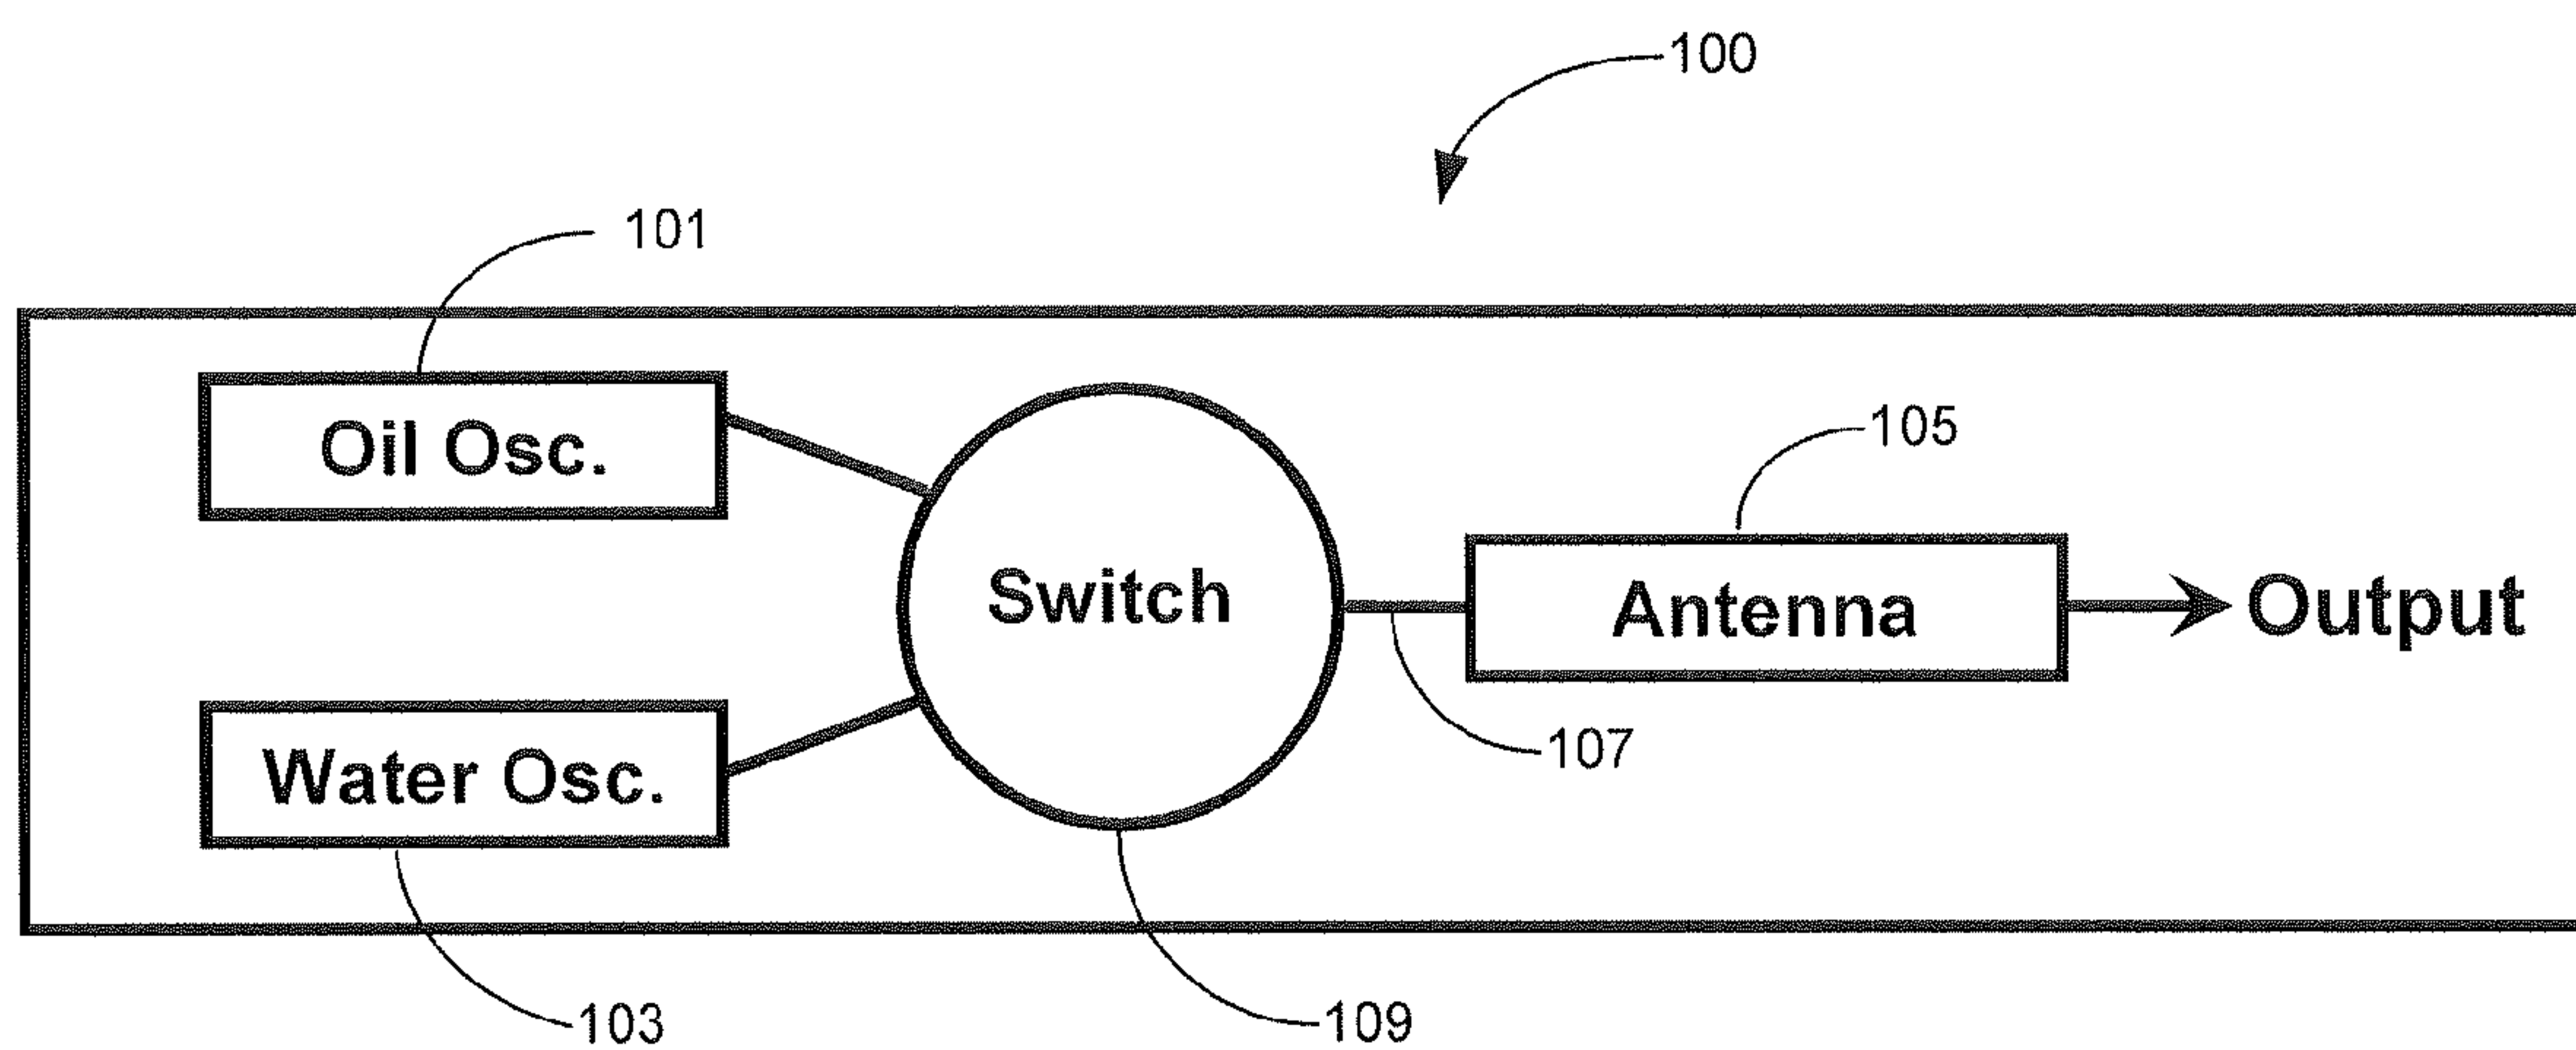 100
101
Oil Osc.
105
Switch
Antenna
Output
107
Water Osc.
103
109